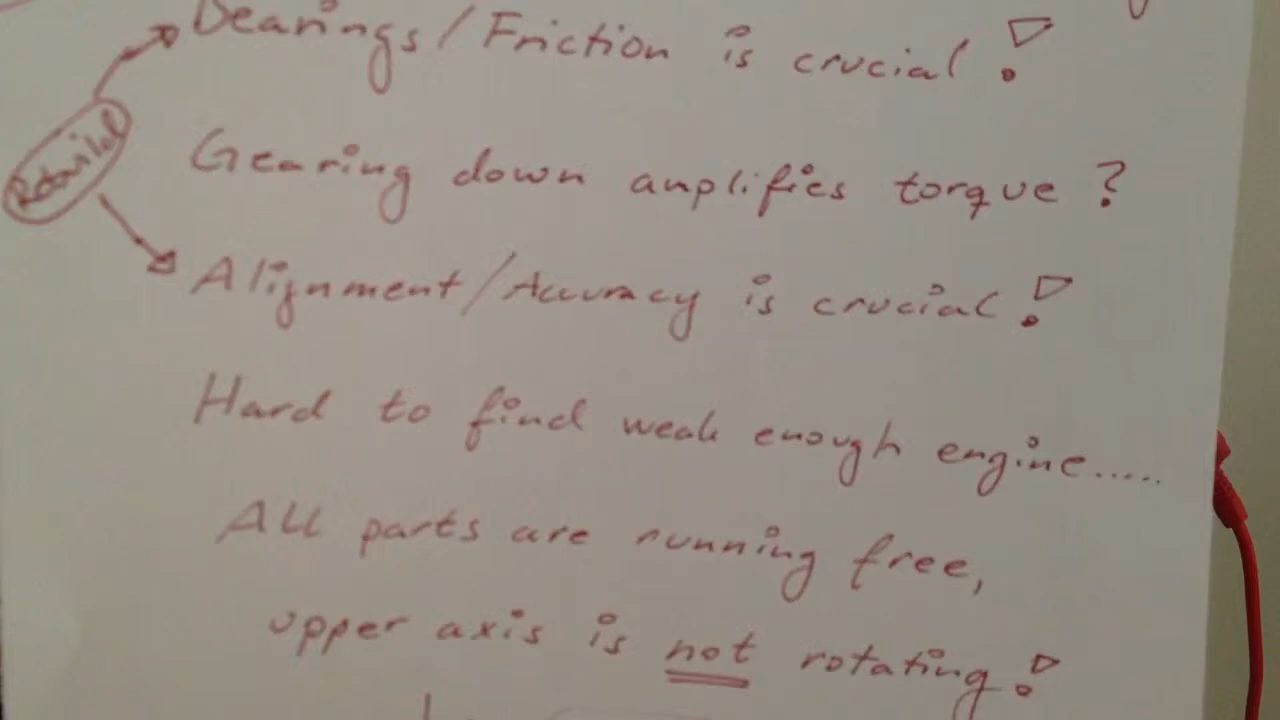 Bearings/Friction is crucial!
Gearing down amplifies torque?
Alignment/Accuracy is crucial!
Hard to find weak enough engine.....
All parts are running free,
upper axis is not rotating!